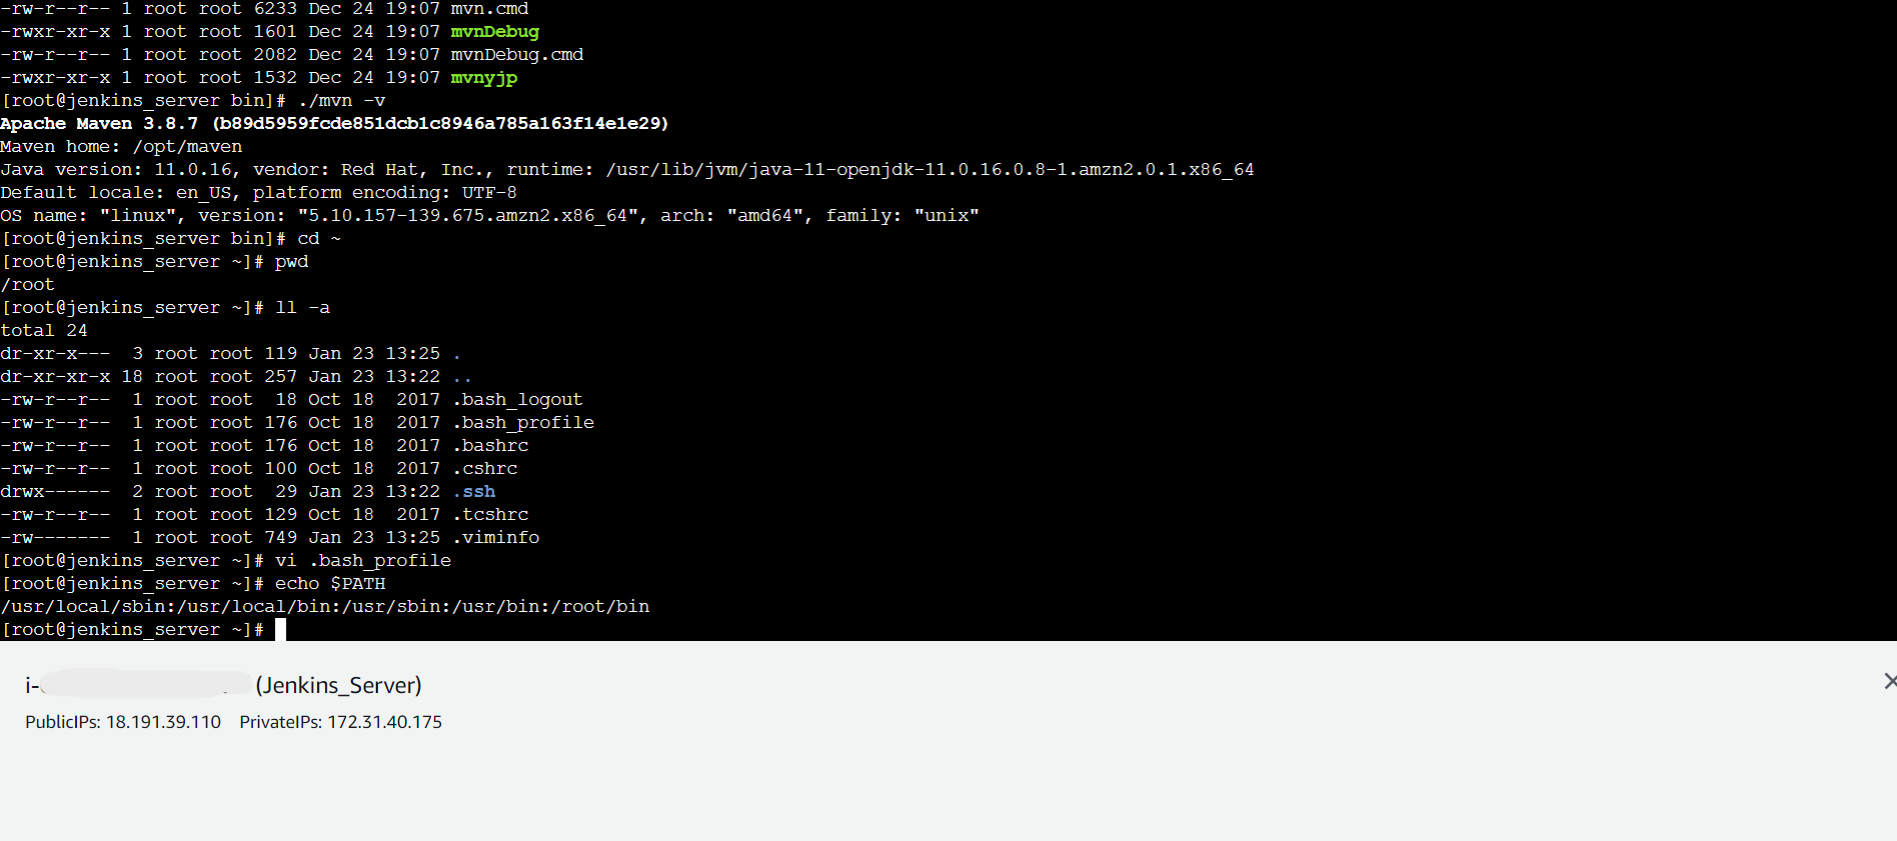 -rw-r--r-- 1 root root 6233 Dec 24 19:07 mvn.cmd
-rwxr-xr-x 1 root root 1601 Dec 24 19:07 mvnDebug
-rw-r--r-- 1 root root 2082 Dec 24 19:07 mvnDebug.cmd
-rwxr-xr-x 1 root root 1532 Dec 24 19:07 mvnyjp
[root@jenkins_server bin]# ./mvn -v
Apache Maven 3.8.7 (b89d5959fcde851dcb1c8946a785a163f14e1e29)
Maven home: /opt/maven
Java version: 11.0.16, vendor: Red Hat, Inc., runtime: /usr/lib/jvm/java-11-openjdk-11.0.16.0.8-1.amzn2.0.1.x86_64
Default locale: en_US, platform encoding: UTF-8
OS name: "linux", version: "5.10.157-139.675.amzn2.x86_64", arch: "amd64", family: "unix"
[root@jenkins_server bin]# cd ~
[root@jenkins_server ~]# pwd
/root
[root@jenkins_server ~]# ll -a
total 24
dr-xr-x---  3 root root 119 Jan 23 13:25 .
dr-xr-xr-x 18 root root 257 Jan 23 13:22 ..
-rw-r--r--  1 root root  18 Oct 18  2017 .bash_logout
-rw-r--r--  1 root root 176 Oct 18  2017 .bash_profile
-rw-r--r--  1 root root 176 Oct 18  2017 .bashrc
-rw-r--r--  1 root root 100 Oct 18  2017 .cshrc
drwx------  2 root root  29 Jan 23 13:22 .ssh
-rw-r--r--  1 root root 129 Oct 18  2017 .tcshrc
-rw-------  1 root root 749 Jan 23 13:25 .viminfo
[root@jenkins_server ~]# vi .bash_profile
[root@jenkins_server ~]# echo $PATH
/usr/local/sbin:/usr/local/bin:/usr/sbin:/usr/bin:/root/bin
[root@jenkins_server ~]#
i- (Jenkins_Server)
PublicIPs: 18.191.39.110 PrivateIPs: 172.31.40.175